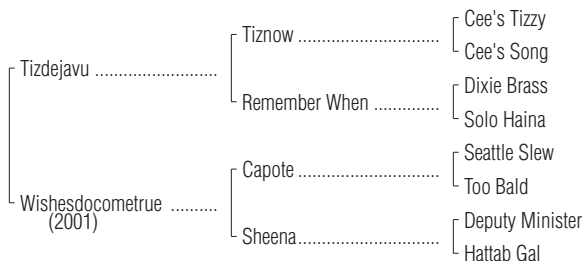 Cee's Tizzy
Tiznow ..............................
Cee's Song
Tizdejavu ..........................
Dixie Brass
Remember When ..............
Solo Haina
Seattle Slew
Capote ..............................
Too Bald
Wishesdocometrue ..........
(2001)
Deputy Minister
Sheena..............................
Hattab Gal